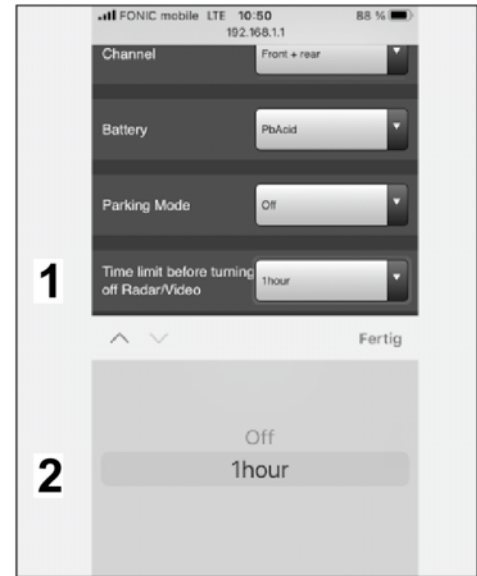 FONIC mobile LTE 10:50 88 %
192.168.1.1
Channel Front + rear
Battery PbAcid
Parking Mode Off
1
Time limit before turning 1hour
off Radar/Video
Fertig
Off
2
1hour